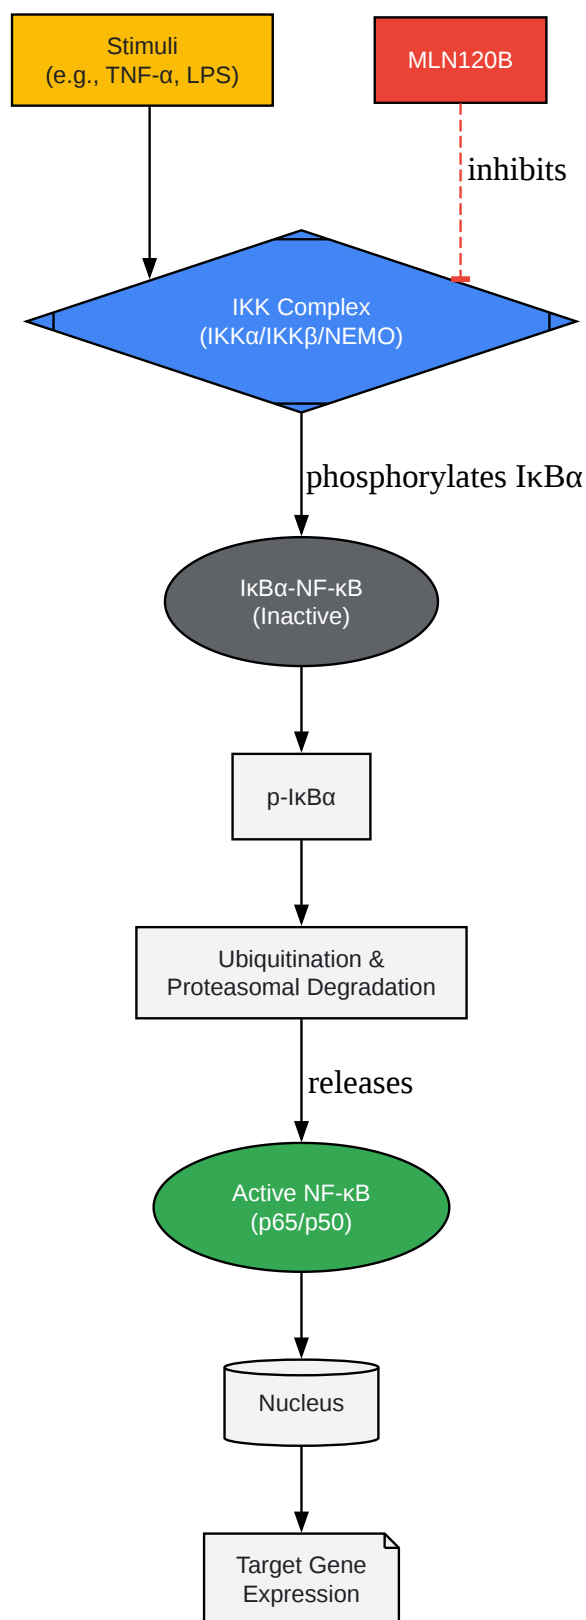 Stimuli
(e.g., TNF-α, LPS)
MLN120B
inhibits
IKK Complex
(IKKα/IKKβ/NEMO)
phosphorylates IκBα
IκBα-NF-κB
(Inactive)
p-IκBα
Ubiquitination &
Proteasomal Degradation
releases
Active NF-κB
(p65/p50)
Nucleus
Target Gene
Expression